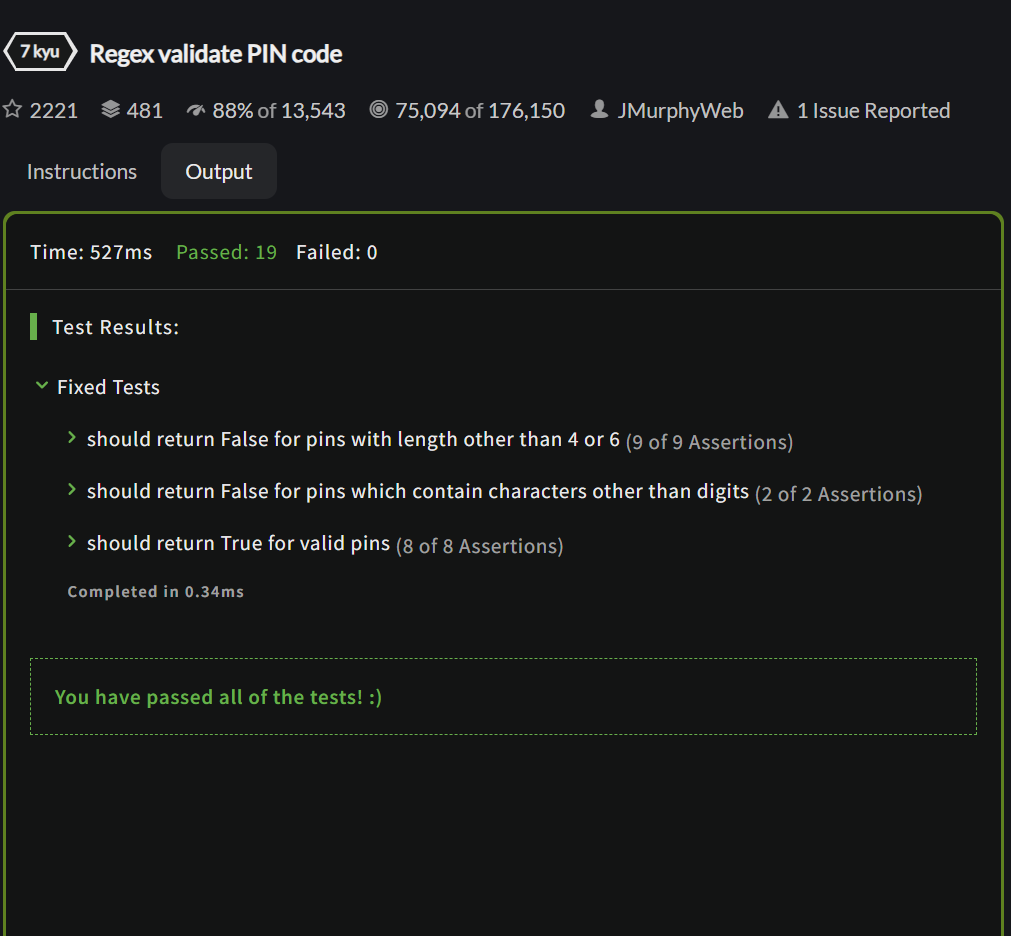 7 kyu Regex validate PIN code
2221 481 88% of 13,543 75,094 of 176,150 JMurphyWeb 1 Issue Reported
Instructions Output
Time: 527ms Passed: 19 Failed: 0
Test Results:
Fixed Tests
should return False for pins with length other than 4 or 6 (9 of 9 Assertions)
should return False for pins which contain characters other than digits (2 of 2 Assertions)
should return True for valid pins (8 of 8 Assertions)
Completed in 0.34ms
You have passed all of the tests! :)